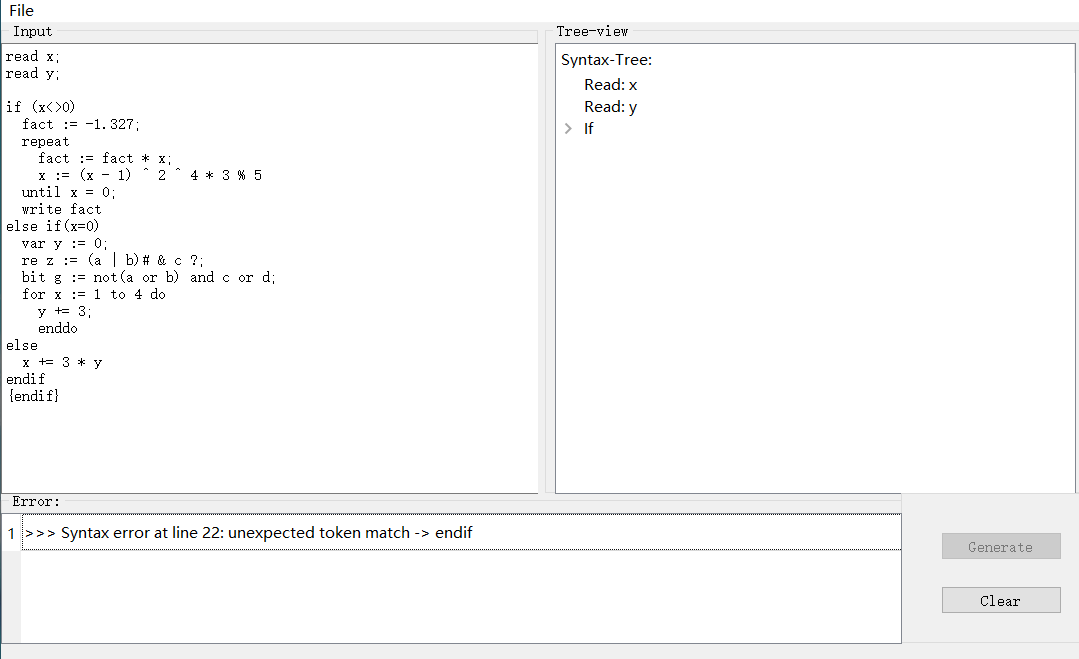 File
Input
read x;
read y;
if (x<>0)
fact := -1.327;
repeat
fact := fact * x;
x := (x - 1) ^ 2 ^ 4 * 3 % 5
until x = 0;
write fact
else if(x=0)
var y := 0;
re z := (a | b)# & c ?;
bit g := not(a or b) and c or d;
for x := 1 to 4 do
y += 3;
enddo
else
x += 3 * y
endif
{endif}
Tree-view
Syntax-Tree:
Read: x
Read: y
If
Error:
1 >>> Syntax error at line 22: unexpected token match -> endif
Generate
Clear